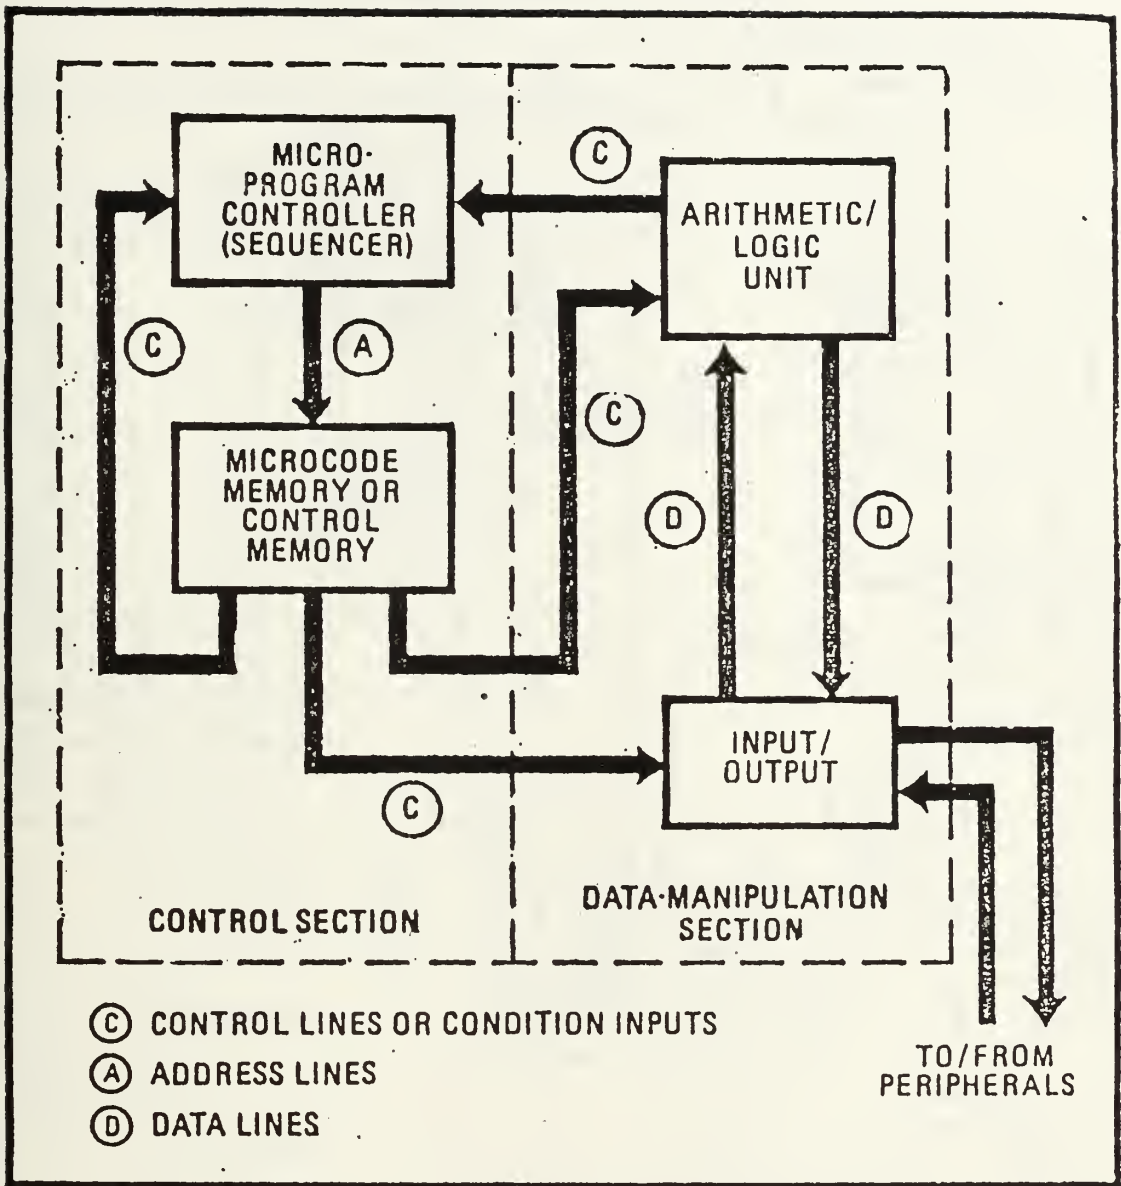 MICRO-
PROGRAM
CONTROLLER
(SEQUENCER)
C
ARITHMETIC/
LOGIC
UNIT
C
A
C
MICROCODE
MEMORY OR
CONTROL
MEMORY
D
D
INPUT/
OUTPUT
C
CONTROL SECTION
DATA-MANIPULATION
SECTION
C CONTROL LINES OR CONDITION INPUTS
A ADDRESS LINES
D DATA LINES
TO/FROM
PERIPHERALS